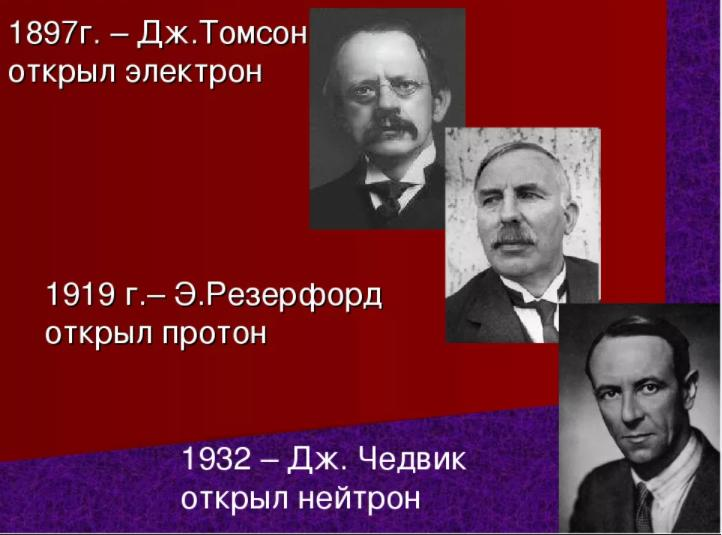 1897г. – Дж.Томсон
открыл электрон
1919 г.– Э.Резерфорд
открыл протон
1932 – Дж. Чедвик
открыл нейтрон